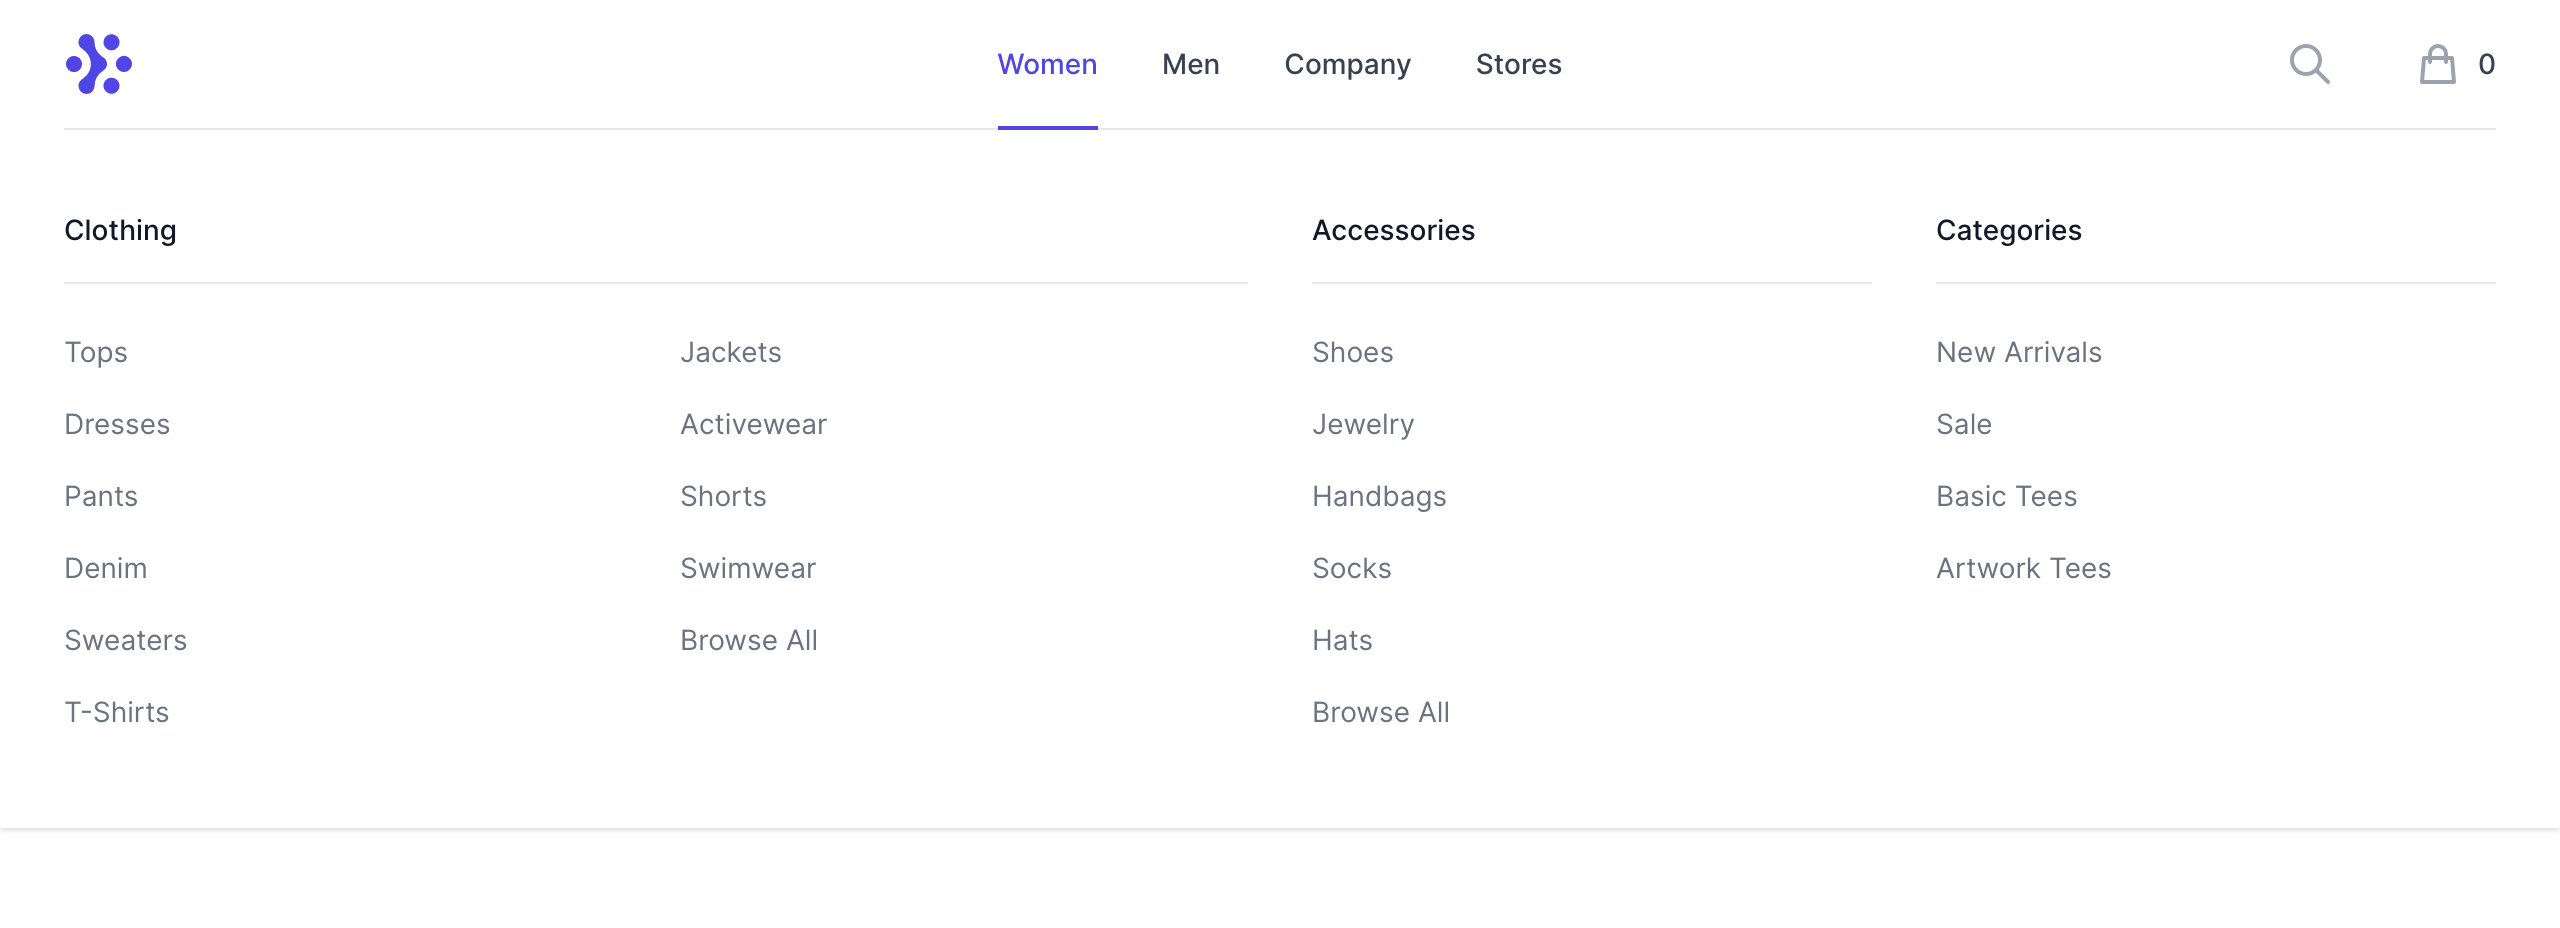 Women
Men
Company
Stores
0
Clothing
Tops
Dresses
Pants
Denim
Sweaters
T-Shirts
Jackets
Activewear
Shorts
Swimwear
Browse All
Accessories
Shoes
Jewelry
Handbags
Socks
Hats
Browse All
Categories
New Arrivals
Sale
Basic Tees
Artwork Tees